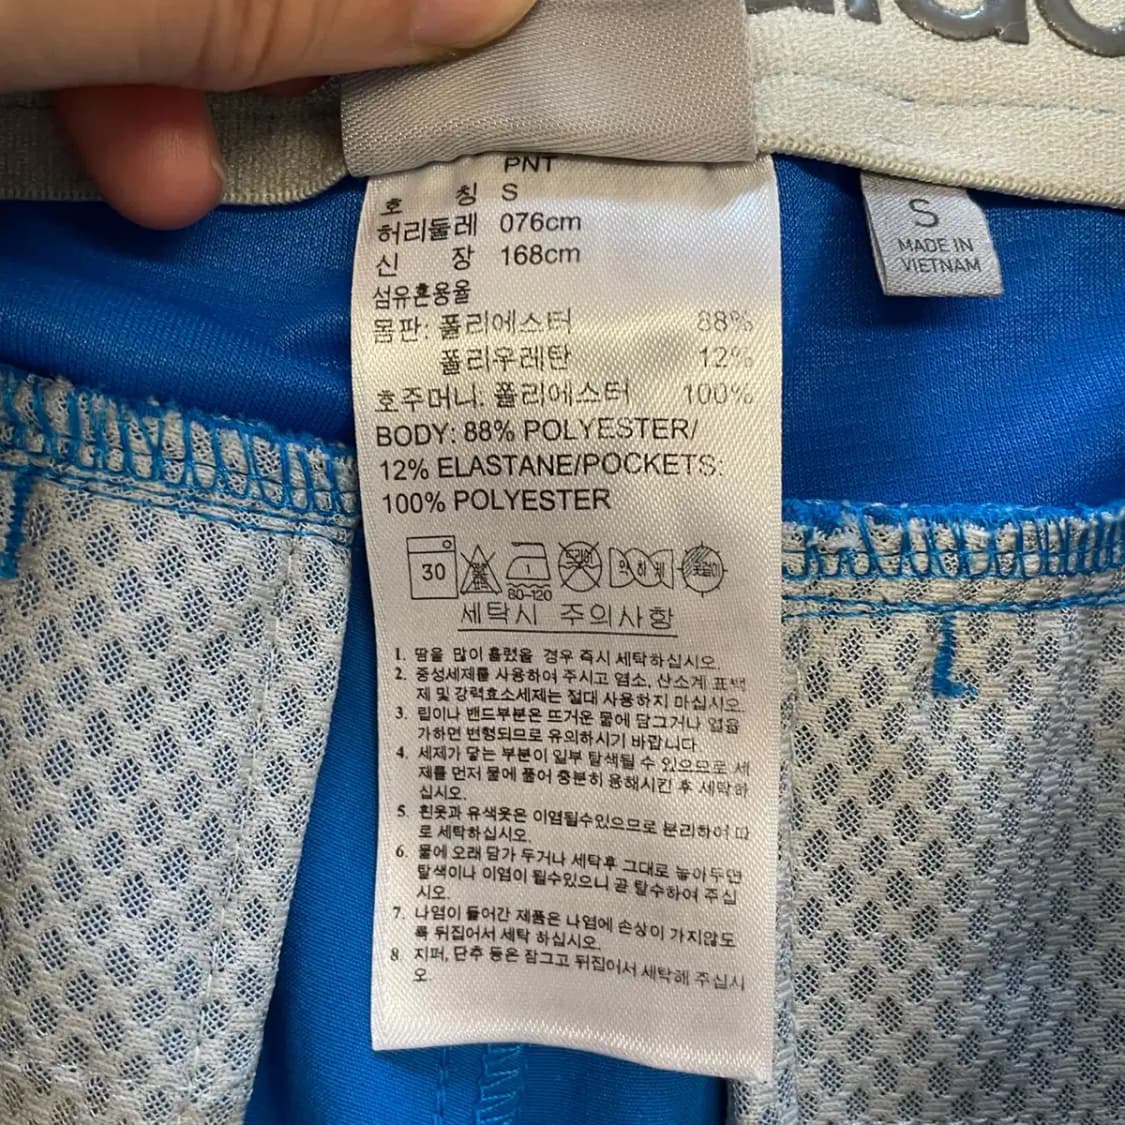 PNT
호 칭 S
허리둘레 076cm
신 장 168cm
섬유혼용율
몸판: 폴리에스터 88%
폴리우레탄 12%
호주머니: 폴리에스터 100%
BODY: 88% POLYESTER/
12% ELASTANE/POCKETS:
100% POLYESTER
30
1
80-120
드라이
약하게
세탁시 주의사항
1. 땀을 많이 흘렸을 경우 즉시 세탁하십시오.
2. 중성세제를 사용하여 주시고 염소, 산소계 표백
제 및 강력효소세제는 절대 사용하지 마십시오.
3. 립이나 밴드부분은 뜨거운 물에 담그거나 열을
가하면 변형되므로 유의하시기 바랍니다.
4. 세제가 닿는 부분이 일부 탈색될 수 있으므로 세
제를 먼저 물에 풀어 충분히 용해시킨 후 세탁하
십시오.
5. 흰옷과 유색옷은 이염될수있으므로 분리하여 따
로 세탁하십시오.
6. 물에 오래 담가 두거나 세탁후 그대로 놓아두면
탈색이나 이염이 될수있으니 곧 탈수하여 주십
시오.
7. 나염이 들어간 제품은 나염에 손상이 가지않도
록 뒤집어서 세탁 하십시오.
8. 지퍼, 단추 등은 잠그고 뒤집어서 세탁해 주십시
오.
S
MADE IN
VIETNAM